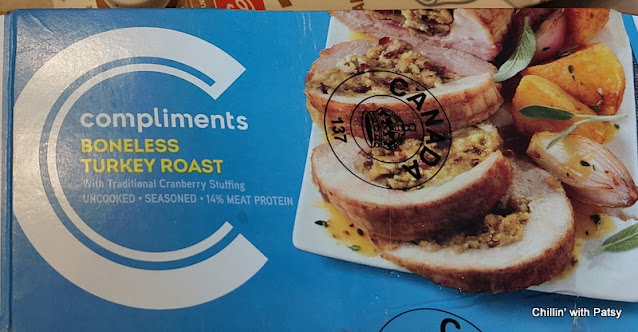 compliments
BONELESS
TURKEY ROAST
With Traditional Cranberry Stuffing
UNCOOKED • SEASONED • 14% MEAT PROTEIN
CANADA
137
Chillin' with Patsy